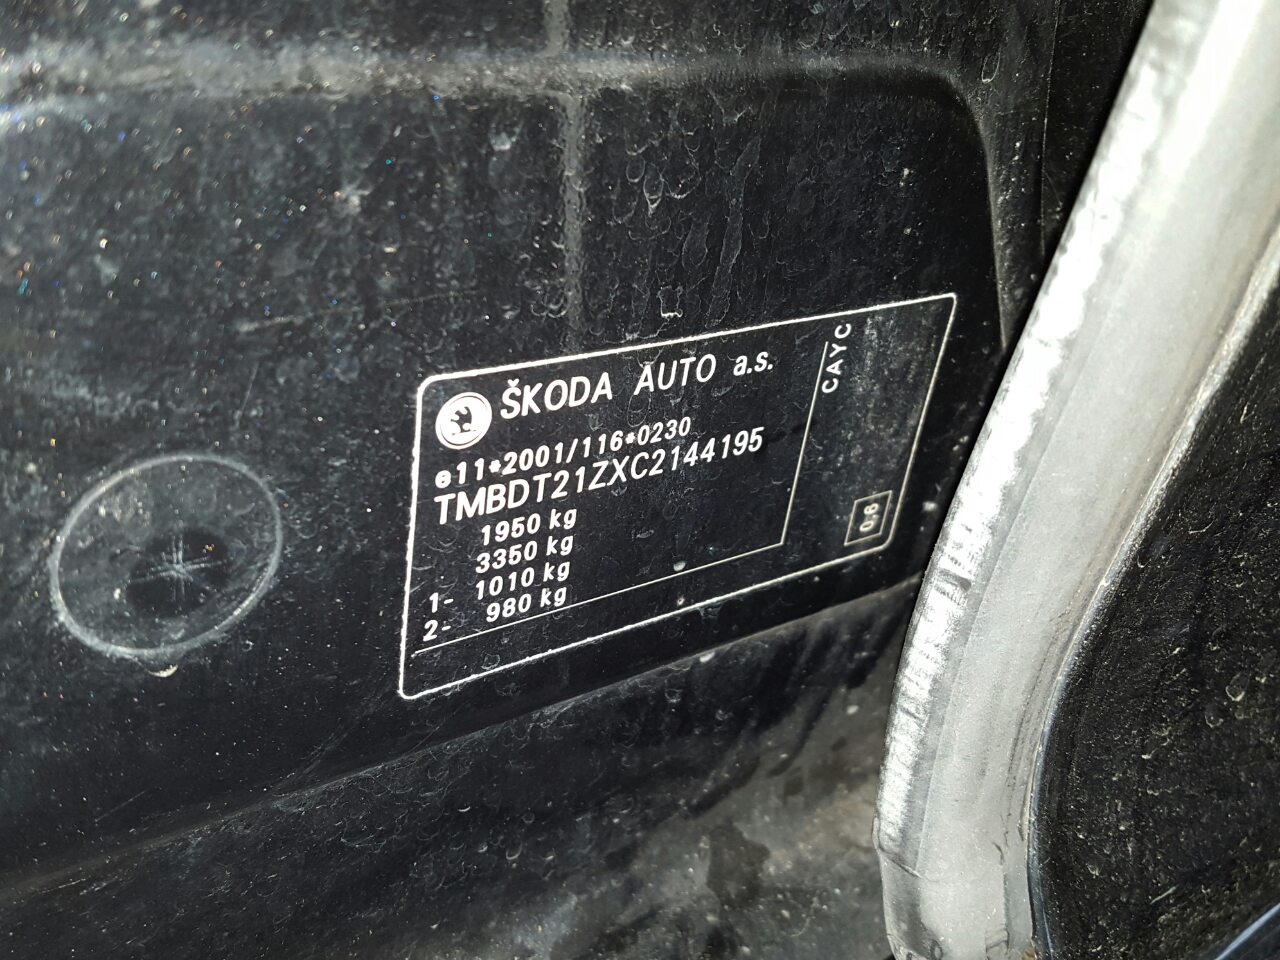 ŠKODA AUTO a.s.
e11*2001/116*0230
TMBDT21ZXC2144195
1950 kg
3350 kg
1- 1010 kg
2- 980 kg
CAYC
0.6